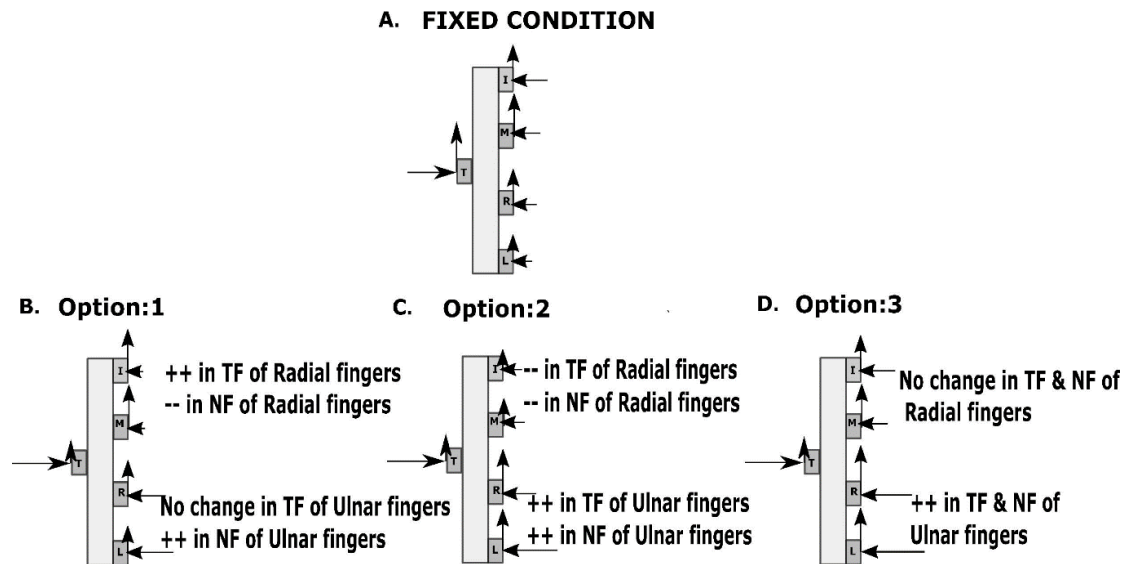 A. FIXED CONDITION
I
M
T
R
L
B. Option:1
I
++ in TF of Radial fingers
-- in NF of Radial fingers
M
T
R
No change in TF of Ulnar fingers
++ in NF of Ulnar fingers
L
C. Option:2
I
-- in TF of Radial fingers
-- in NF of Radial fingers
M
T
R
++ in TF of Ulnar fingers
++ in NF of Ulnar fingers
L
D. Option:3
I
No change in TF & NF of
Radial fingers
M
T
R
++ in TF & NF of
Ulnar fingers
L